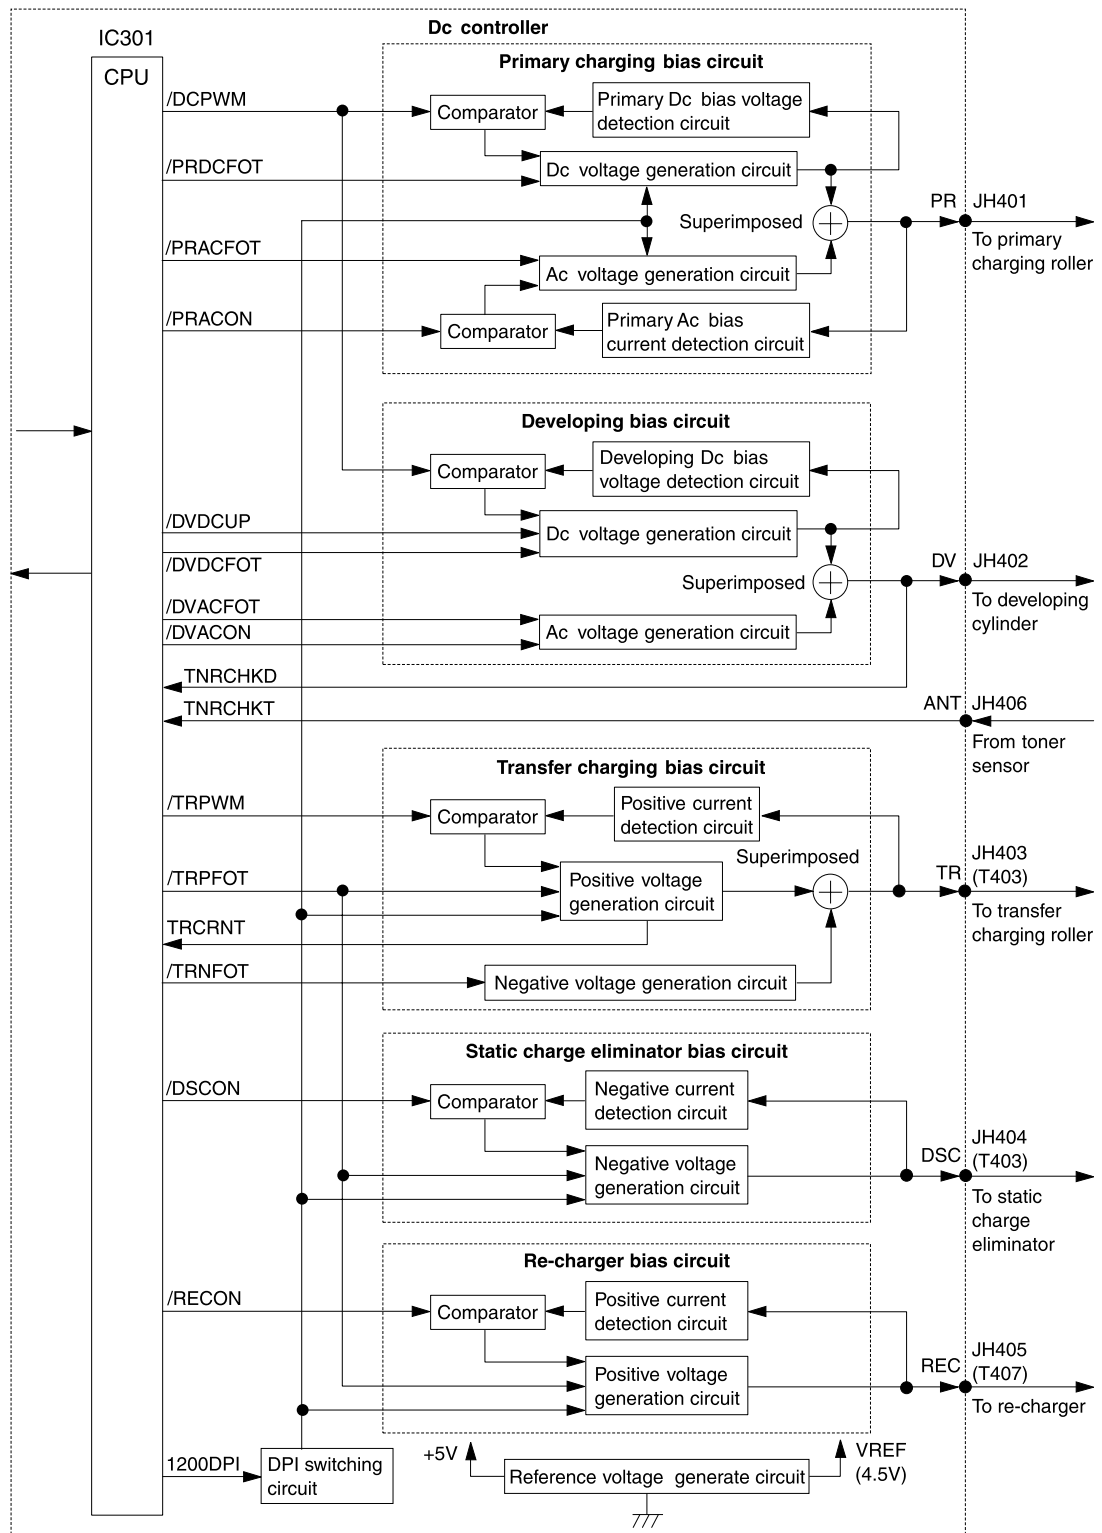 Dc controller
IC301
CPU
Primary charging bias circuit
/DCPWM
Comparator
Primary Dc bias voltage
detection circuit
/PRDCFOT
Dc voltage generation circuit
Superimposed
PR
JH401
To primary
charging roller
/PRACFOT
Ac voltage generation circuit
/PRACON
Comparator
Primary Ac bias
current detection circuit
Developing bias circuit
Comparator
Developing Dc bias
voltage detection circuit
/DVDCUP
Dc voltage generation circuit
/DVDCFOT
Superimposed
DV
JH402
To developing
cylinder
/DVACFOT
/DVACON
Ac voltage generation circuit
TNRCHKD
TNRCHKT
ANT
JH406
From toner
sensor
Transfer charging bias circuit
/TRPWM
Comparator
Positive current
detection circuit
Superimposed
/TRPFOT
Positive voltage
generation circuit
TR
JH403
(T403)
To transfer
charging roller
TRCRNT
/TRNFOT
Negative voltage generation circuit
Static charge eliminator bias circuit
/DSCON
Comparator
Negative current
detection circuit
Negative voltage
generation circuit
DSC
JH404
(T403)
To static
charge
eliminator
Re-charger bias circuit
/RECON
Comparator
Positive current
detection circuit
Positive voltage
generation circuit
REC
JH405
(T407)
To re-charger
1200DPI
DPI switching
circuit
+5V
Reference voltage generate circuit
VREF
(4.5V)